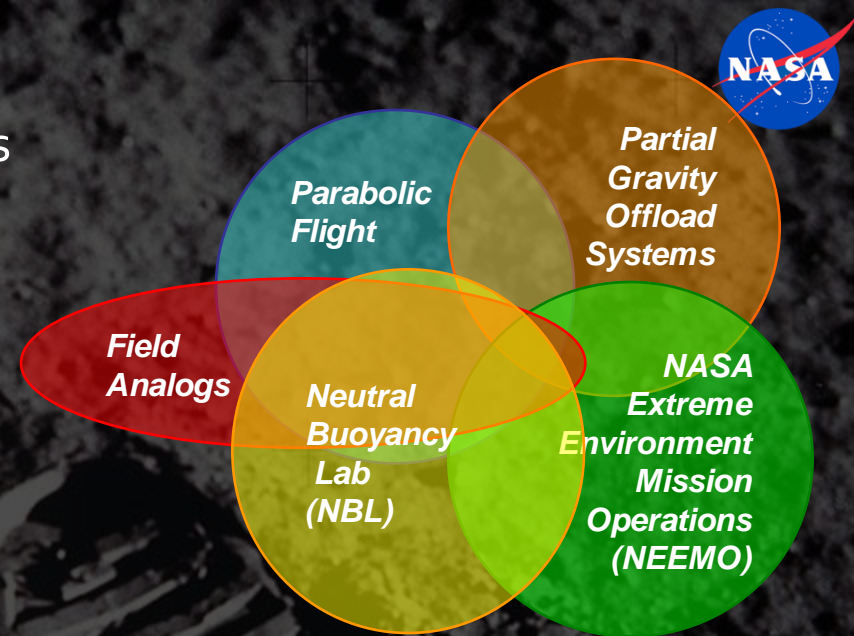 NASA
s
Parabolic
Flight
Partial
Gravity
Offload
Systems
Field
Analogs
Neutral
Buoyancy
Lab
(NBL)
NASA
Extreme
Environment
Mission
Operations
(NEEMO)